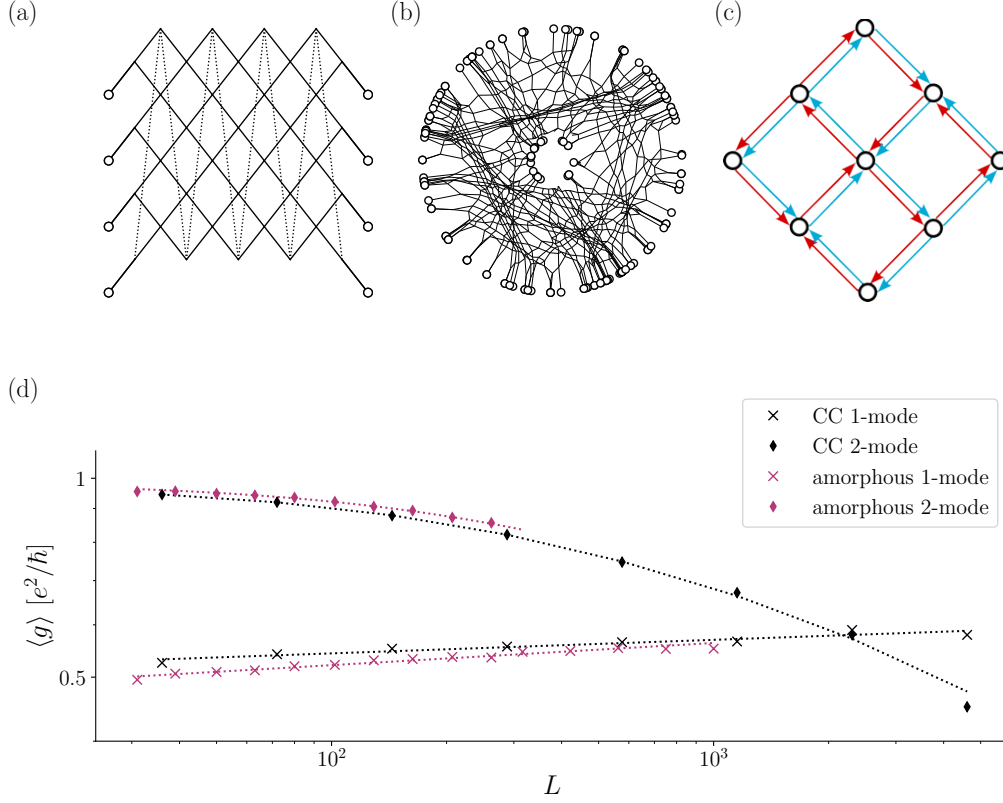 (a)
(b)
(c)
(d)
CC 1-mode
CC 2-mode
amorphous 1-mode
amorphous 2-mode
1
0.5
⟨g⟩ [e²/ℏ]
10²
10³
L